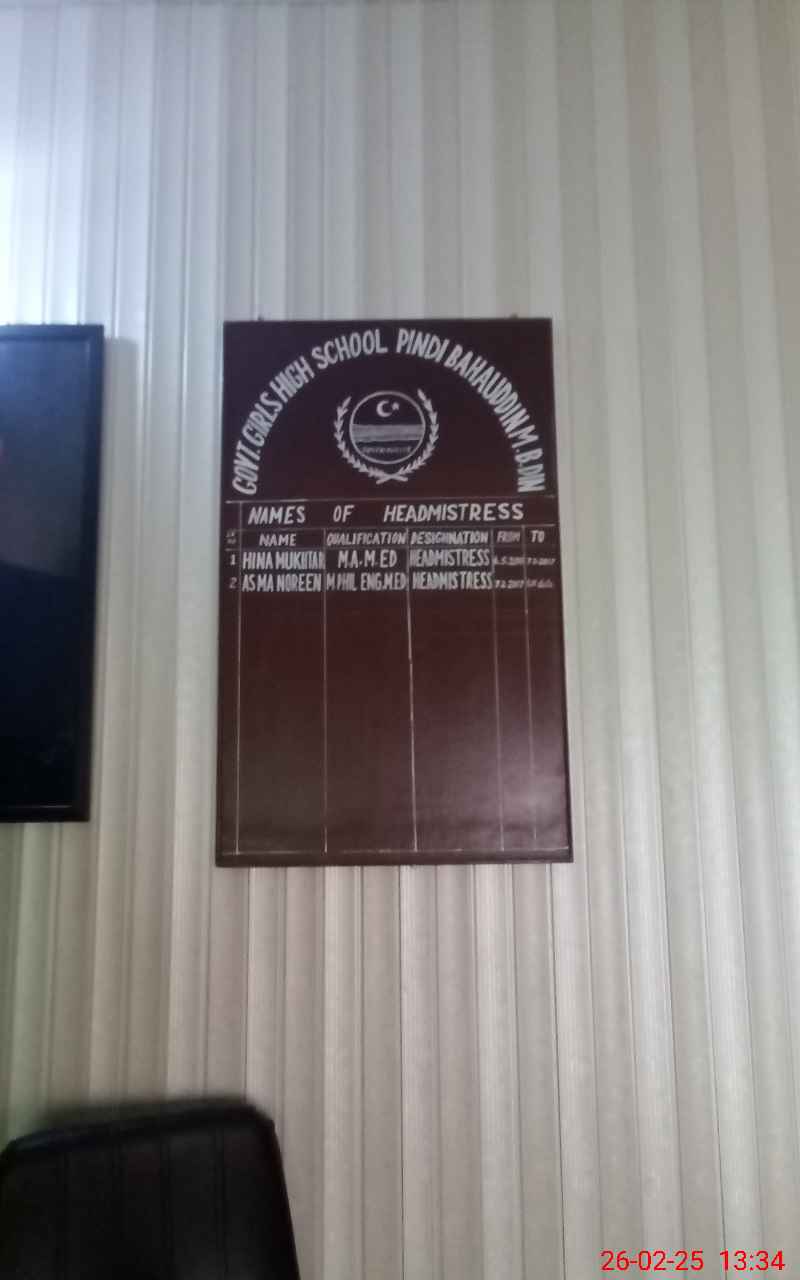 GOVT. GIRLS HIGH SCHOOL PINDI BAHAUDDIN M.B.DIN
NAMES OF HEADMISTRESS
NAME QUALIFICATION DESIGNNATION FROM TO
1 HINA MUKHTAR M.A.M.ED HEADMISTRESS
2 ASMA NOREEN M PHIL ENG.M.ED HEADMISTRESS
26-02-25 13:34